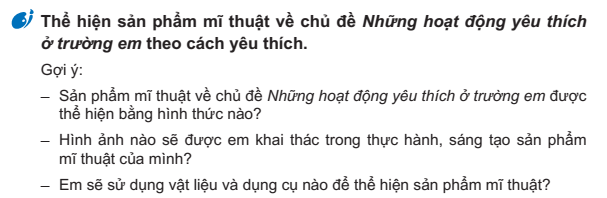 Thể hiện sản phẩm mĩ thuật về chủ đề Những hoạt động yêu thích
ở trường em theo cách yêu thích.
Gợi ý:
– Sản phẩm mĩ thuật về chủ đề Những hoạt động yêu thích ở trường em được
thể hiện bằng hình thức nào?
– Hình ảnh nào sẽ được em khai thác trong thực hành, sáng tạo sản phẩm
mĩ thuật của mình?
– Em sẽ sử dụng vật liệu và dụng cụ nào để thể hiện sản phẩm mĩ thuật?